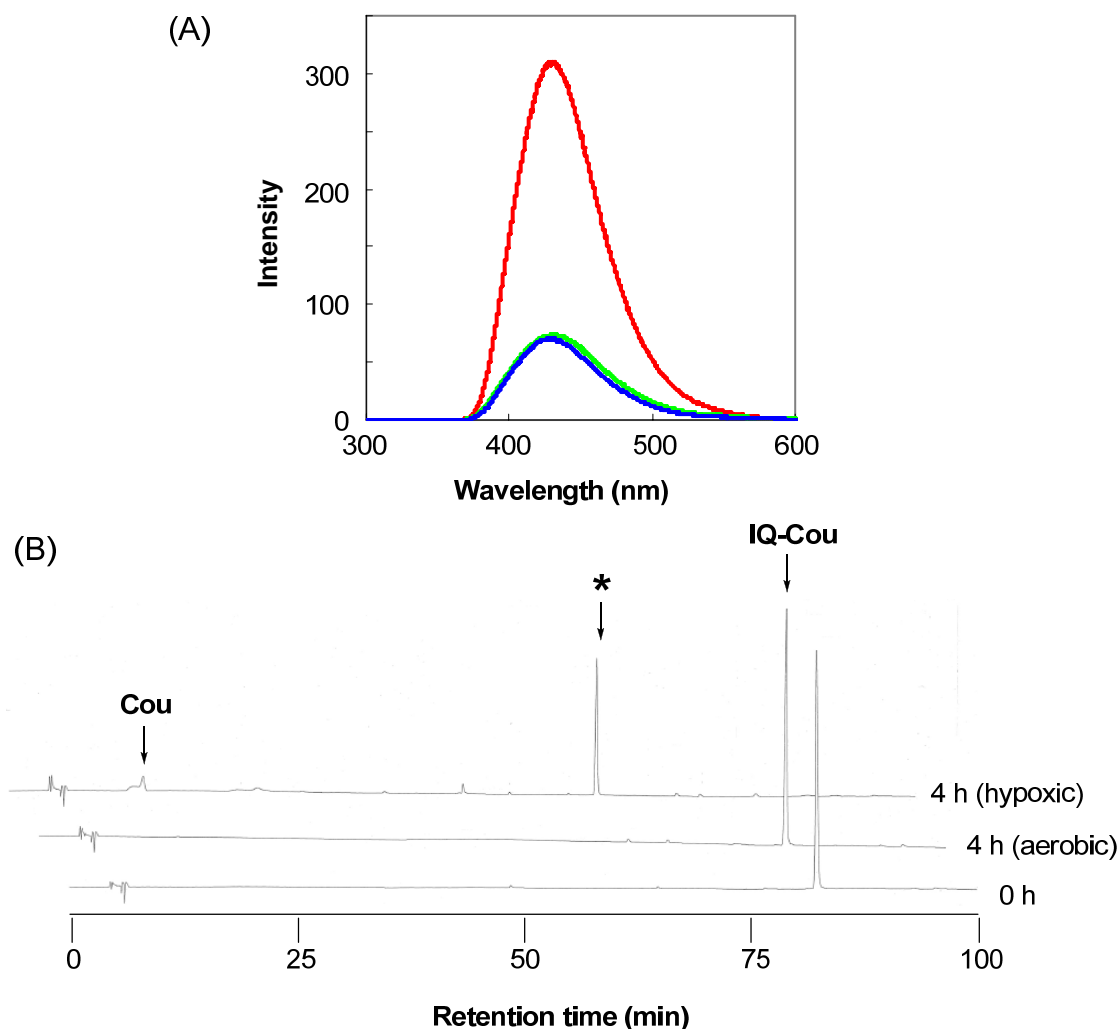 (A)
300
200
100
0
Intensity
300 400 500 600
Wavelength (nm)
(B)
IQ-Cou
*
Cou
4 h (hypoxic)
4 h (aerobic)
0 h
0 25 50 75 100
Retention time (min)